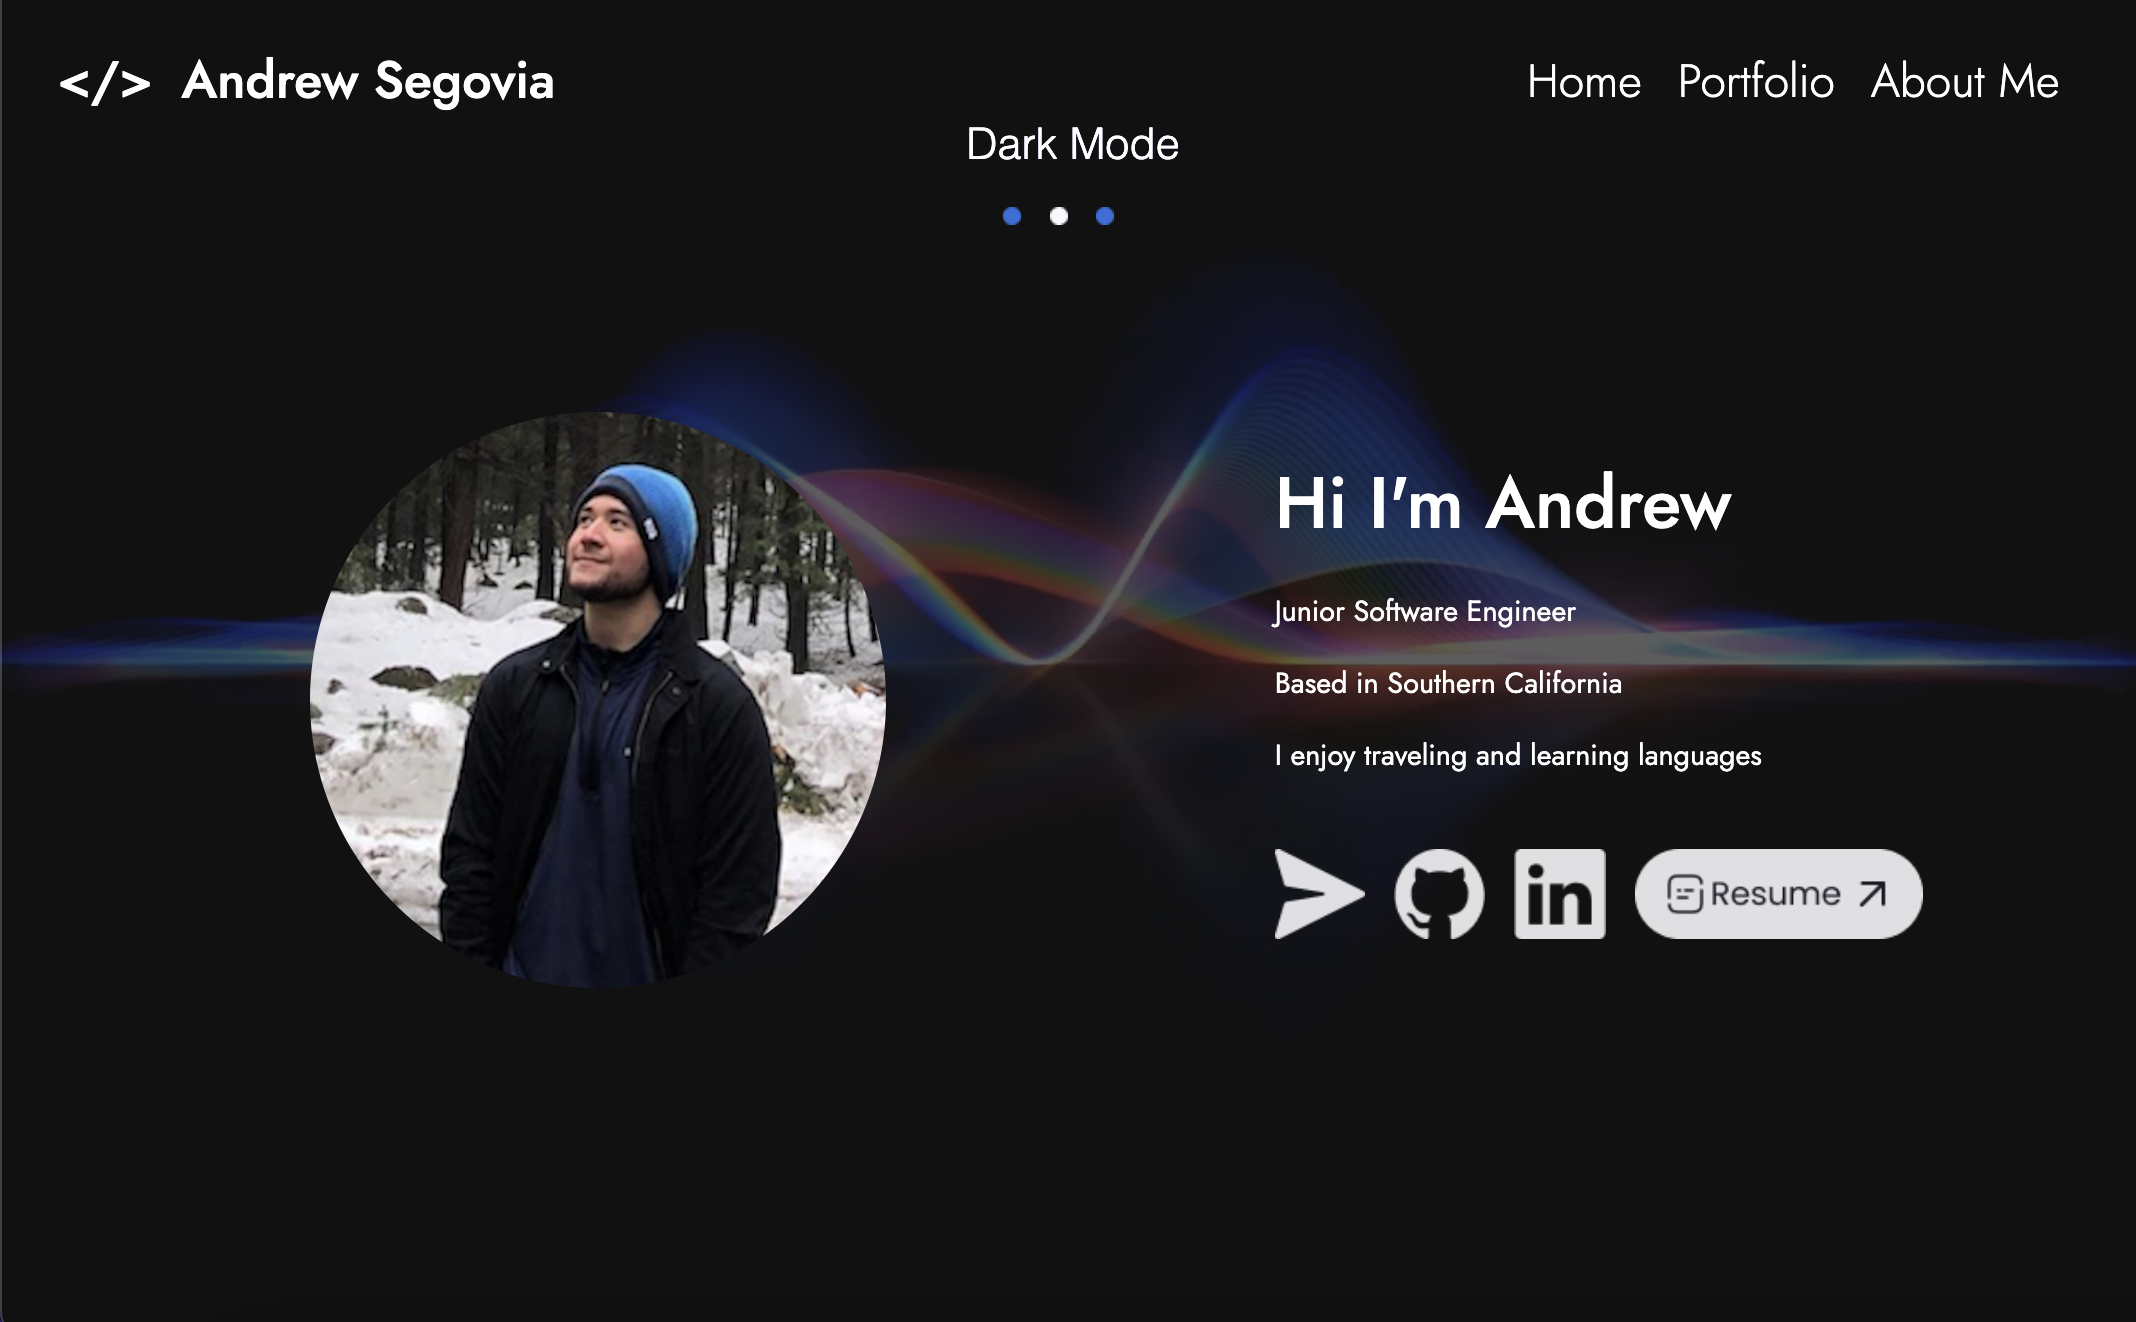 </> Andrew Segovia
Home Portfolio About Me
Dark Mode
Hi I'm Andrew
Junior Software Engineer
Based in Southern California
I enjoy traveling and learning languages
in Resume